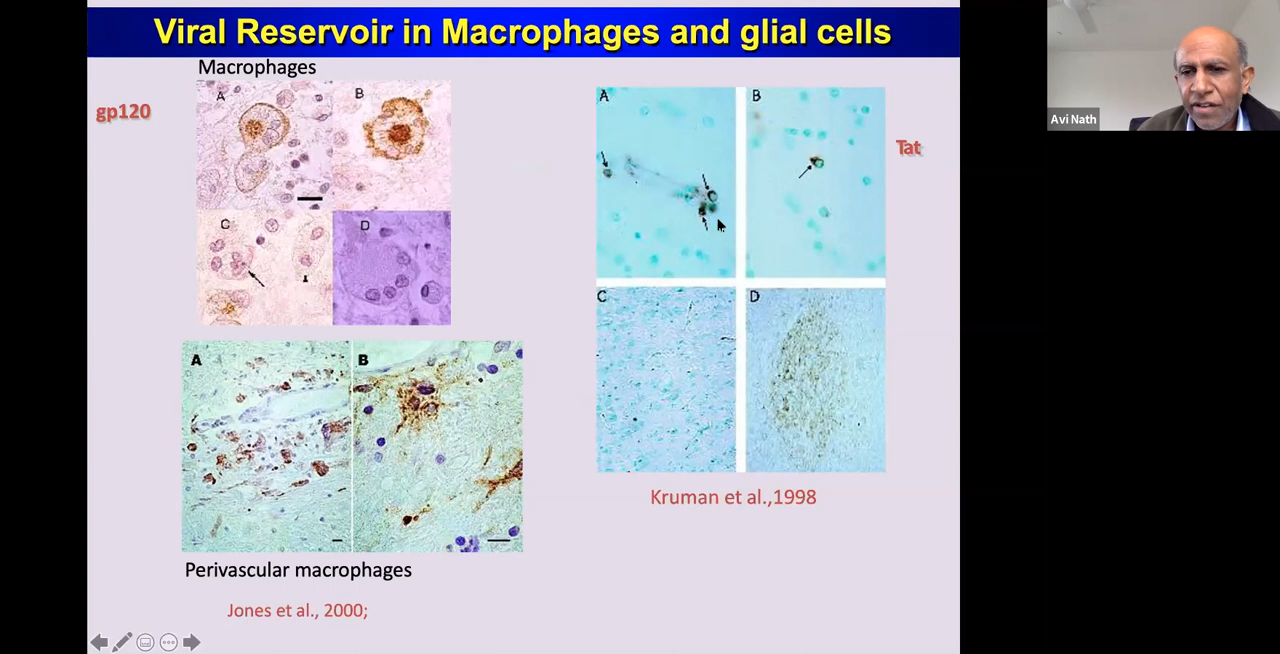 Viral Reservoir in Macrophages and glial cells
Macrophages
gp120
A
B
C
D
A
B
Perivascular macrophages
Jones et al., 2000;
A
B
Tat
C
D
Kruman et al.,1998
Avi Nath